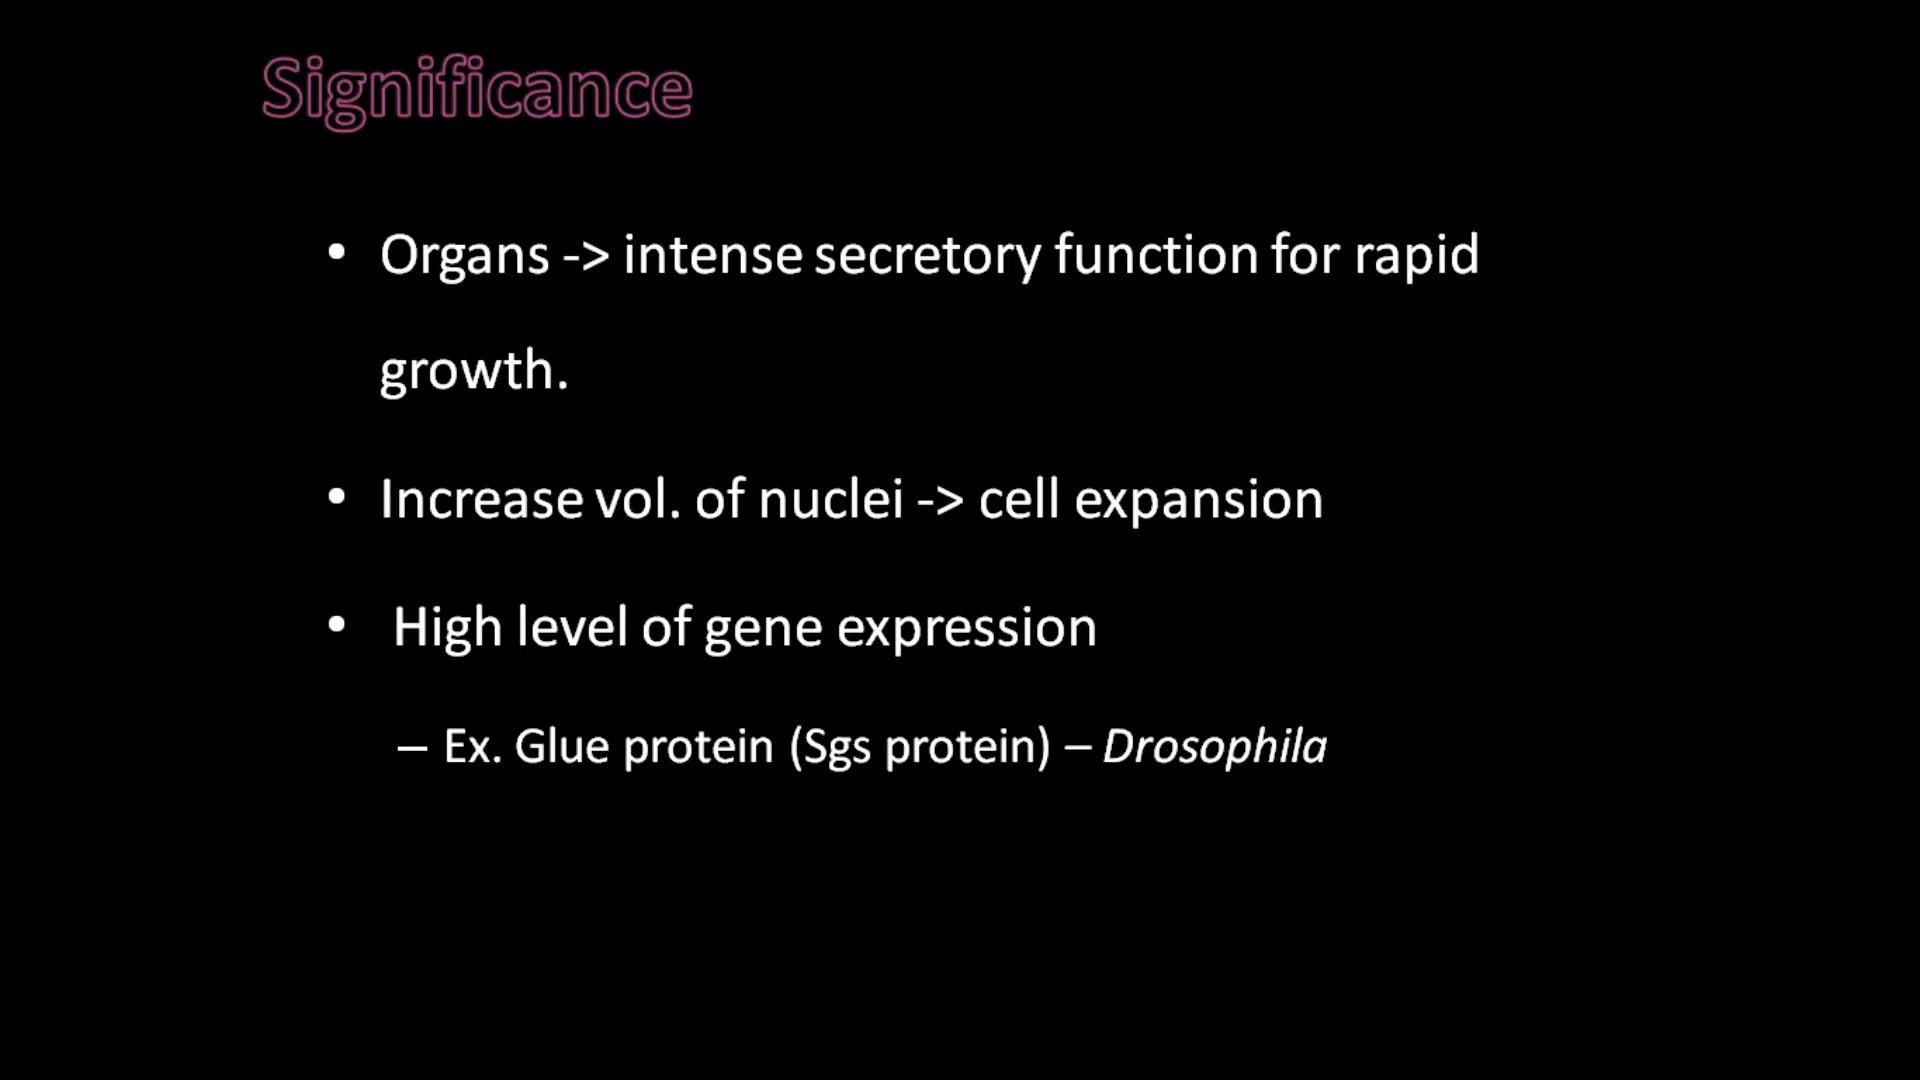 Significance
• Organs -> intense secretory function for rapid
growth.
• Increase vol. of nuclei -> cell expansion
• High level of gene expression
– Ex. Glue protein (Sgs protein) – Drosophila